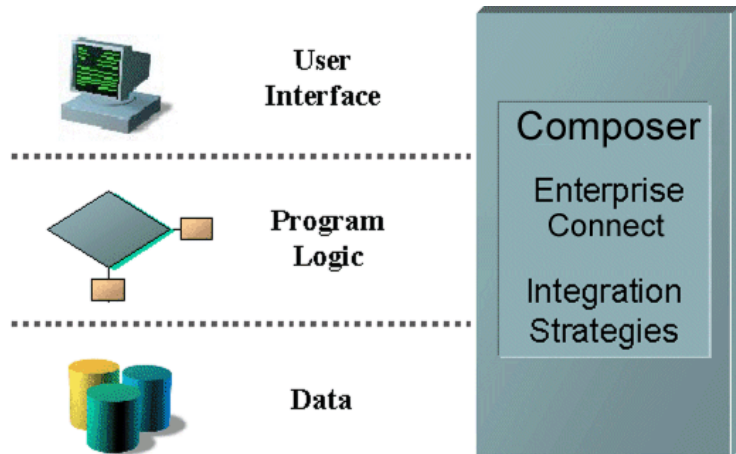 User
Interface
Program
Logic
Data
Composer
Enterprise
Connect
Integration
Strategies